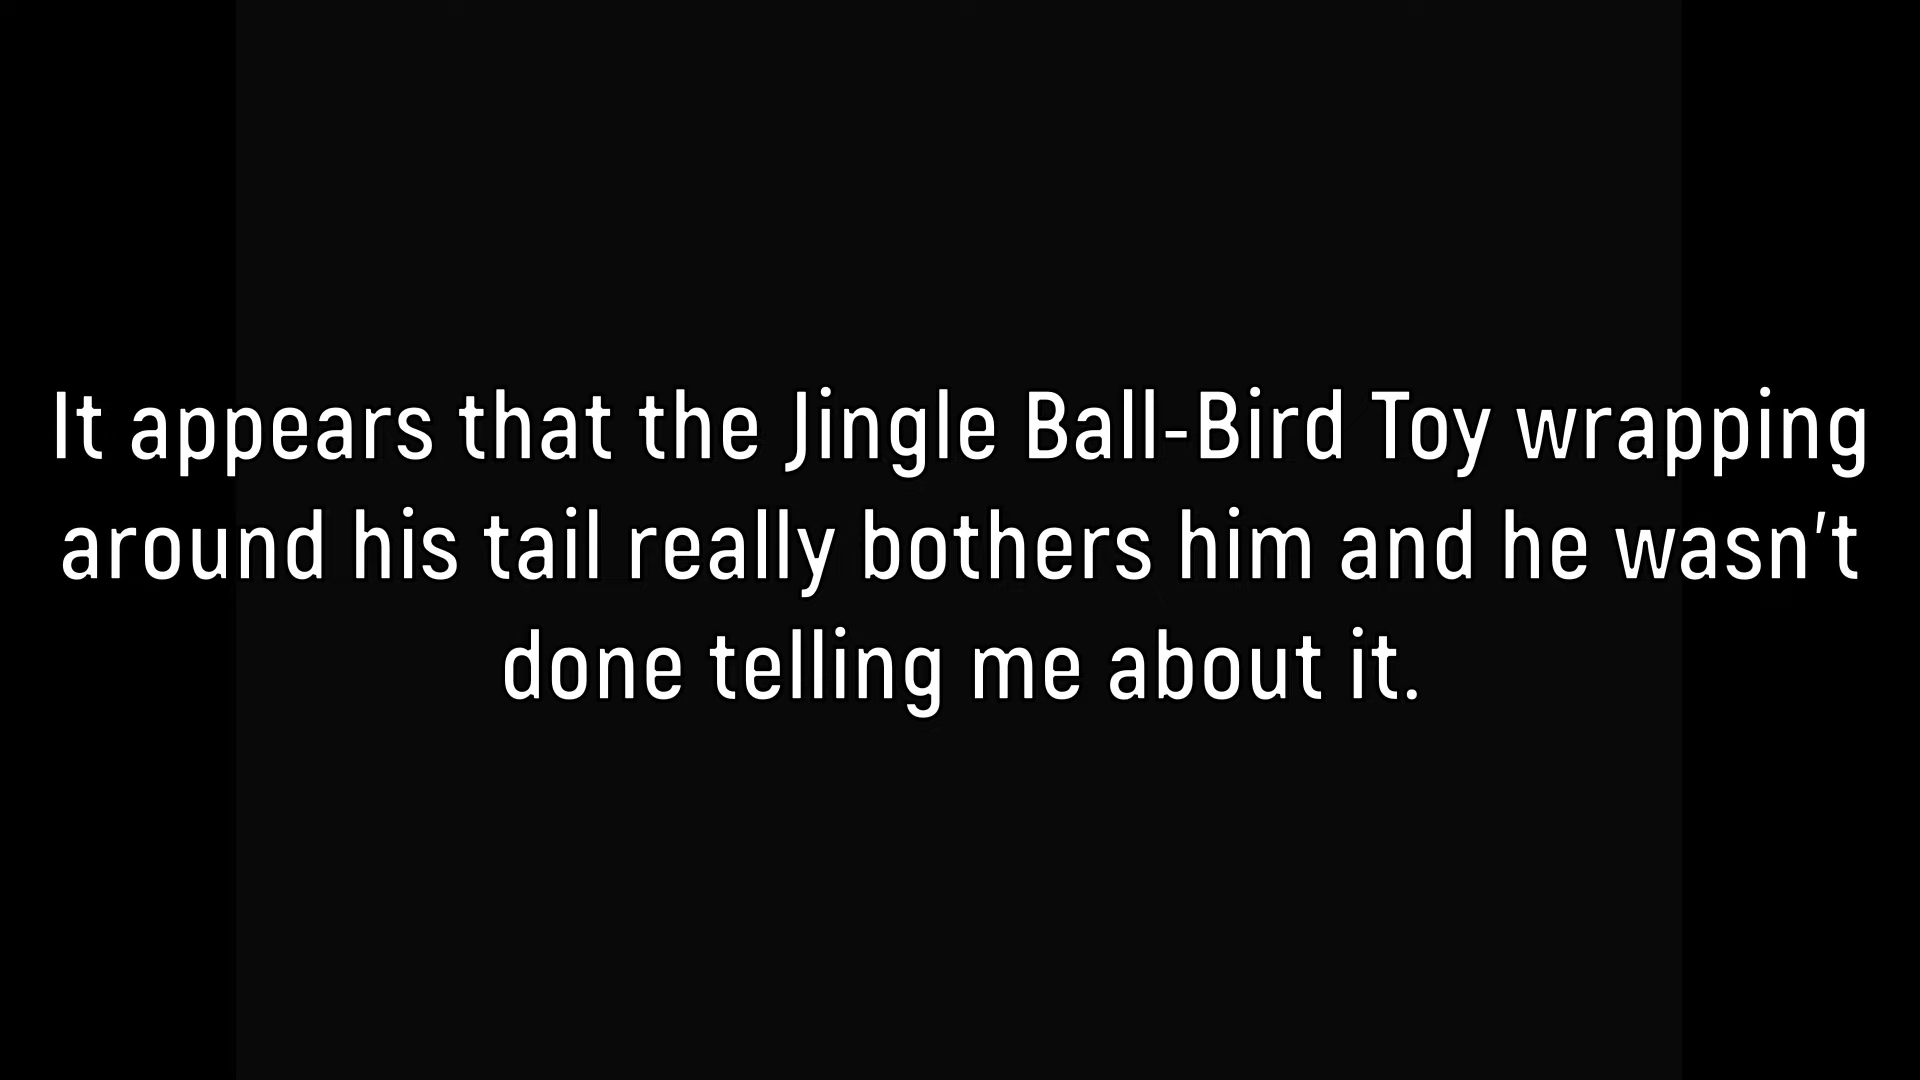 It appears that the Jingle Ball-Bird Toy wrapping
around his tail really bothers him and he wasn't
done telling me about it.